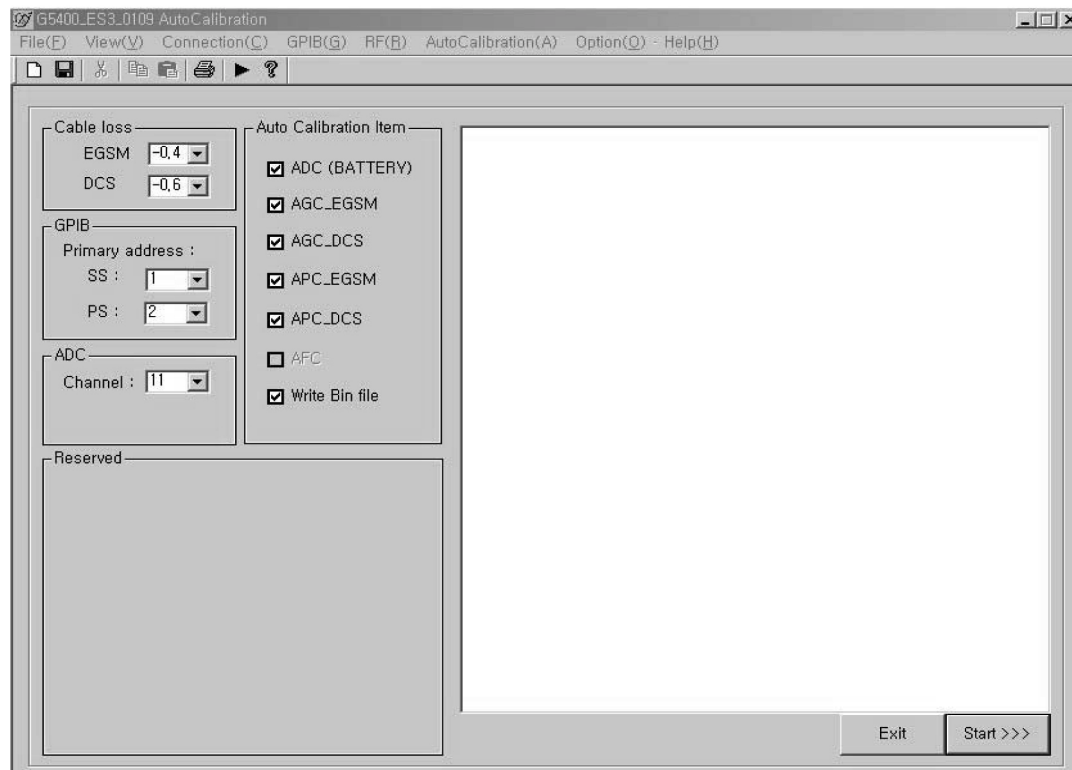 G5400_ES3_0109 AutoCalibration
File(F) View(V) Connection(C) GPIB(G) RF(R) AutoCalibration(A) Option(O) - Help(H)
Cable loss
EGSM -0,4
DCS -0,6
GPIB
Primary address :
SS : 1
PS : 2
ADC
Channel : 11
Auto Calibration Item
ADC (BATTERY)
AGC_EGSM
AGC_DCS
APC_EGSM
APC_DCS
AFC
Write Bin file
Reserved
Exit
Start >>>